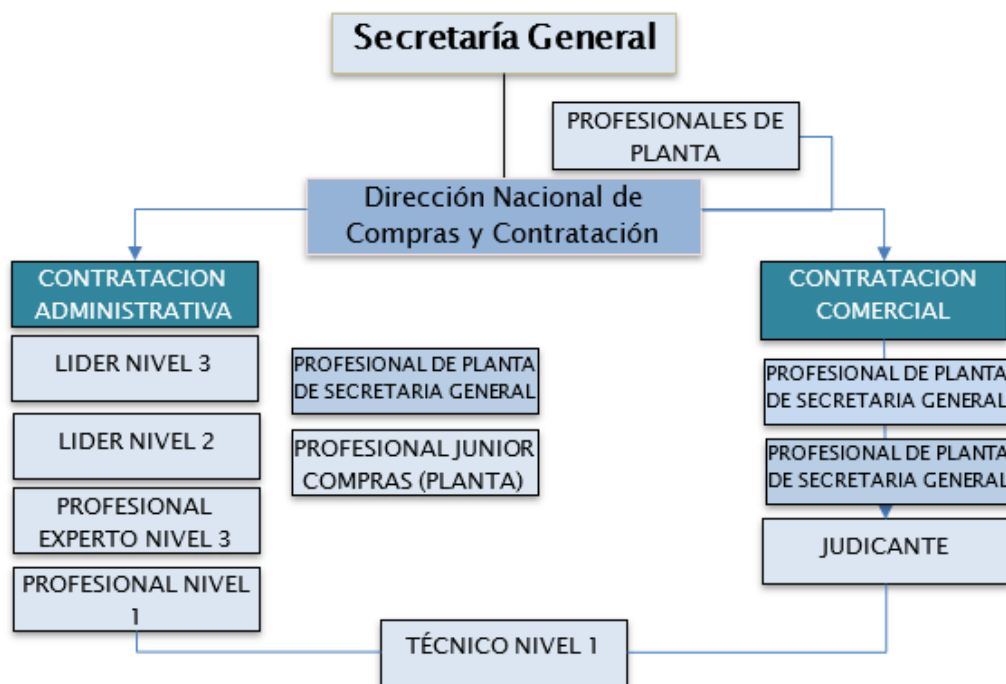 Secretaría General
PROFESIONALES DE
PLANTA
Dirección Nacional de
Compras y Contratación
CONTRATACION
ADMINISTRATIVA
LIDER NIVEL 3
LIDER NIVEL 2
PROFESIONAL
EXPERTO NIVEL 3
PROFESIONAL NIVEL
1
PROFESIONAL DE PLANTA
DE SECRETARIA GENERAL
PROFESIONAL JUNIOR
COMPRAS (PLANTA)
CONTRATACION
COMERCIAL
PROFESIONAL DE PLANTA
DE SECRETARIA GENERAL
PROFESIONAL DE PLANTA
DE SECRETARIA GENERAL
JUDICANTE
TÉCNICO NIVEL 1